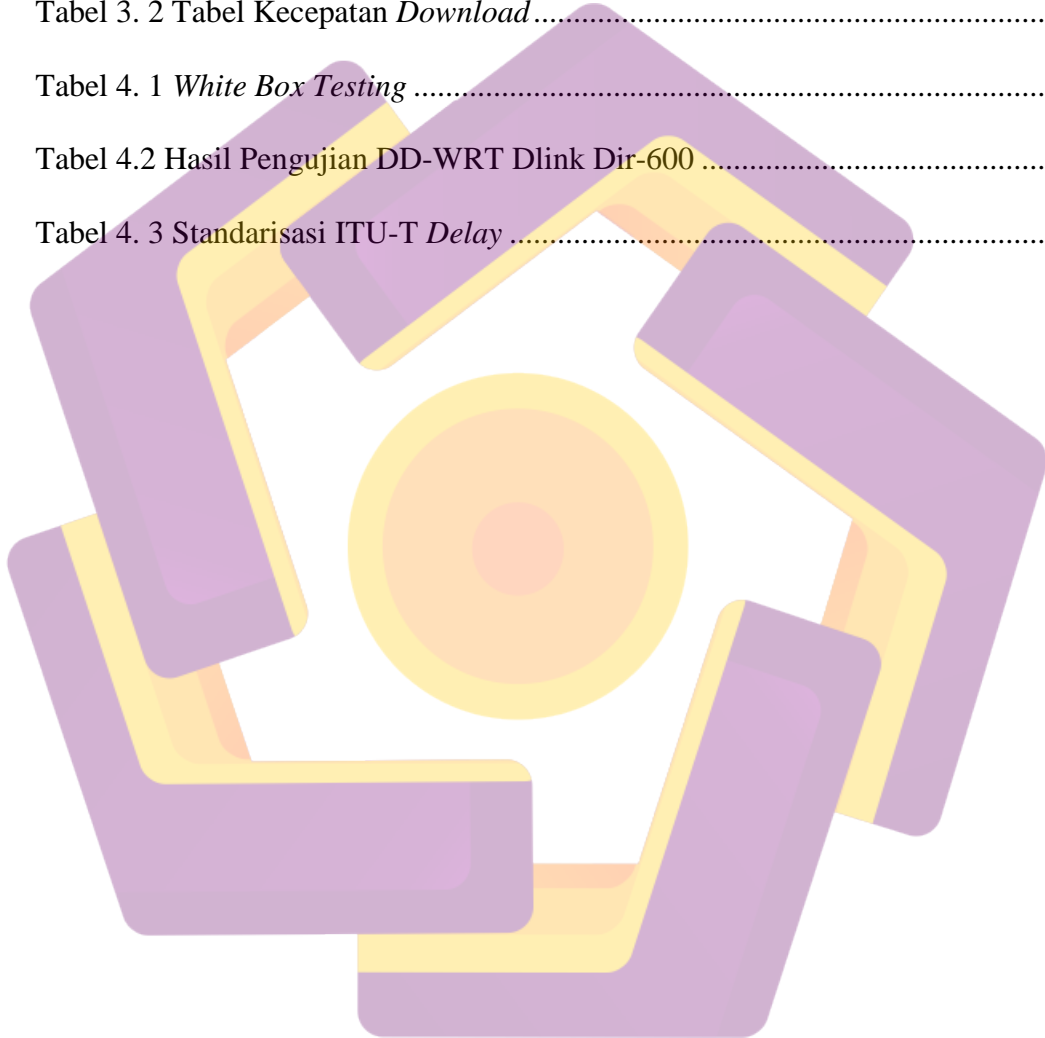 Tabel 3. 2 Tabel Kecepatan Download ...............................................................
Tabel 4. 1 White Box Testing ..............................................................................
Tabel 4.2 Hasil Pengujian DD-WRT Dlink Dir-600 ..........................................
Tabel 4. 3 Standarisasi ITU-T Delay ..................................................................